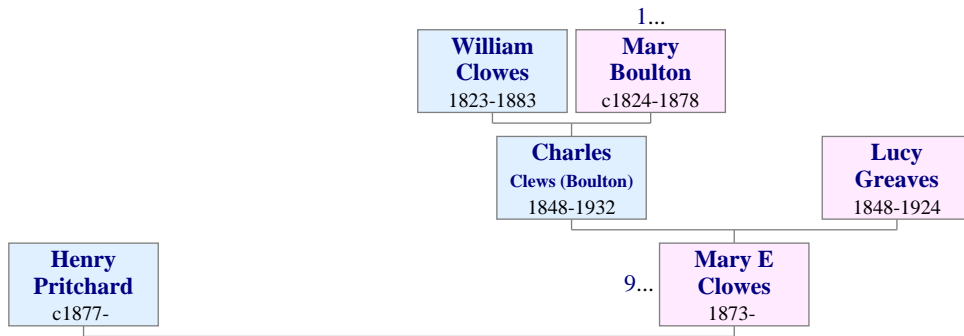 1...
William
Clowes
1823-1883
Mary
Boulton
c1824-1878
Charles
Clews (Boulton)
1848-1932
Lucy
Greaves
1848-1924
Henry
Pritchard
c1877-
9...
Mary E
Clowes
1873-